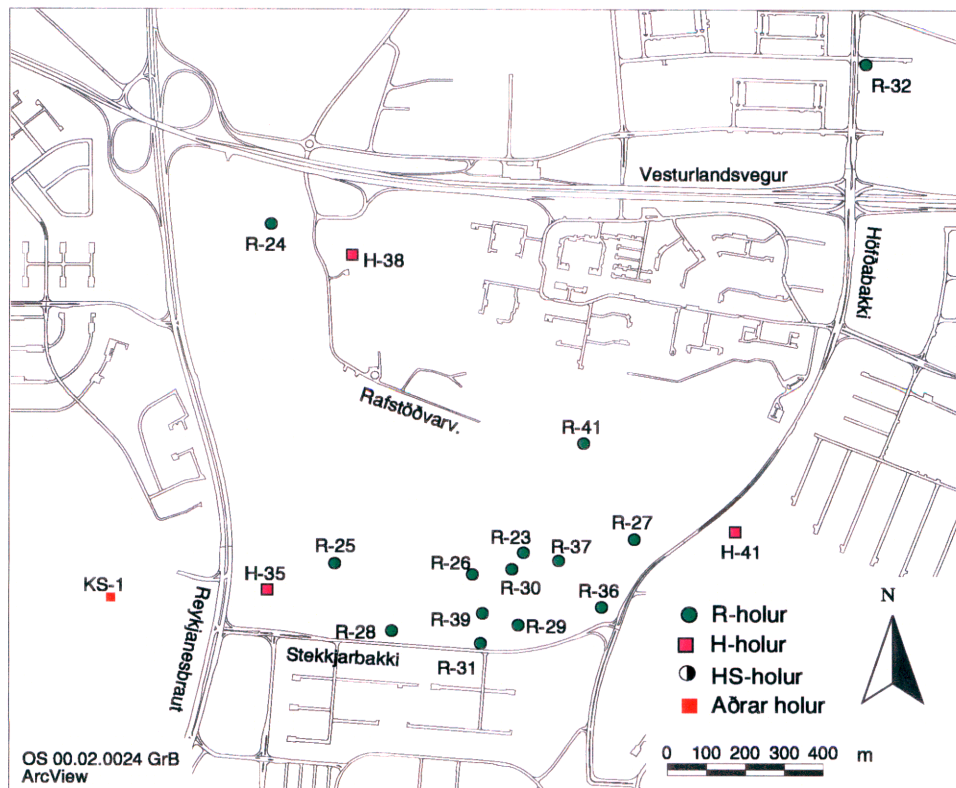 R-32
Vesturlandsvegur
R-24
H-38
Höfðabakki
Rafstöðvarv.
R-41
R-27
R-23
R-37
H-41
R-25
R-26
R-30
H-35
KS-1
R-36
R-39
R-29
R-28
R-31
Stekkjarbakki
Reykjanesbraut
N
R-holur
H-holur
HS-holur
Aðrar holur
0 100 200 300 400 m
OS 00.02.0024 GrB
ArcView